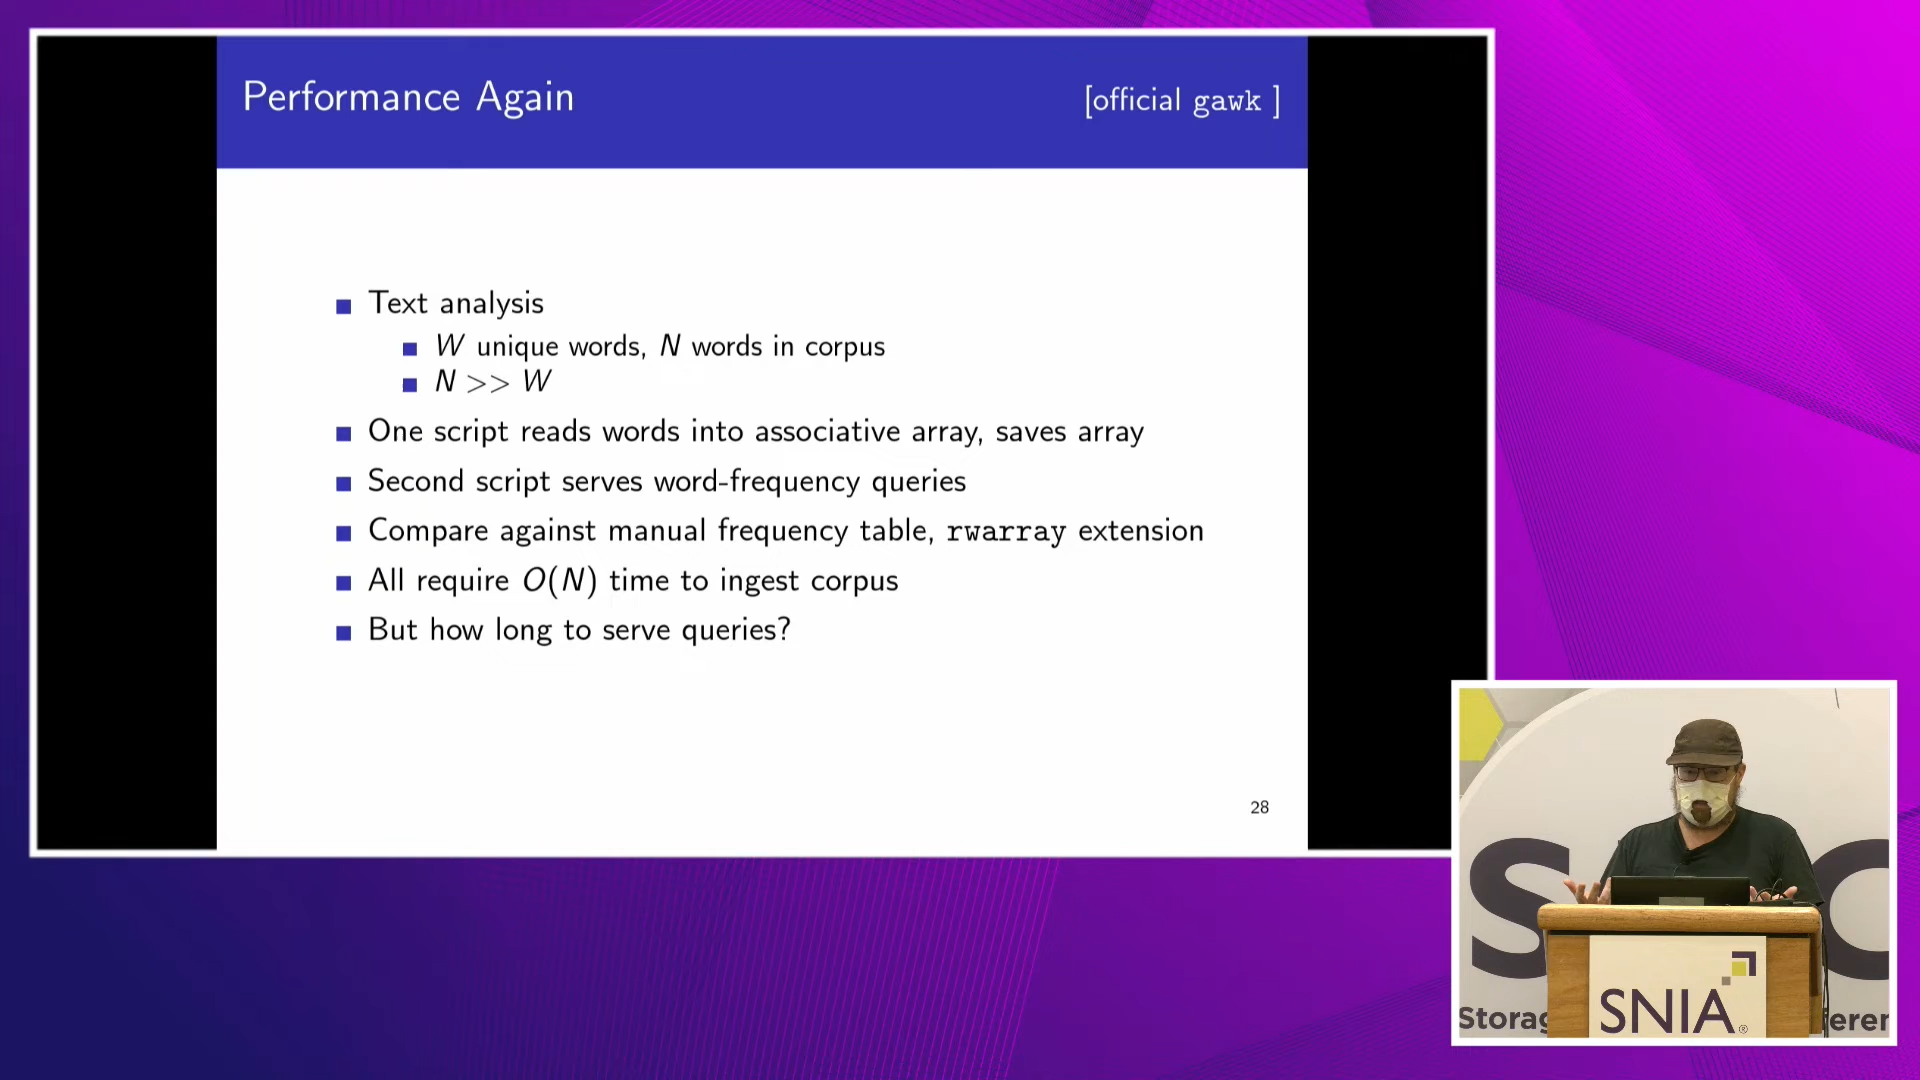 Performance Again
[official gawk ]
Text analysis
W unique words, N words in corpus
N >> W
One script reads words into associative array, saves array
Second script serves word-frequency queries
Compare against manual frequency table, rwarray extension
All require O(N) time to ingest corpus
But how long to serve queries?
28
S C
Storag eren
SNIA®